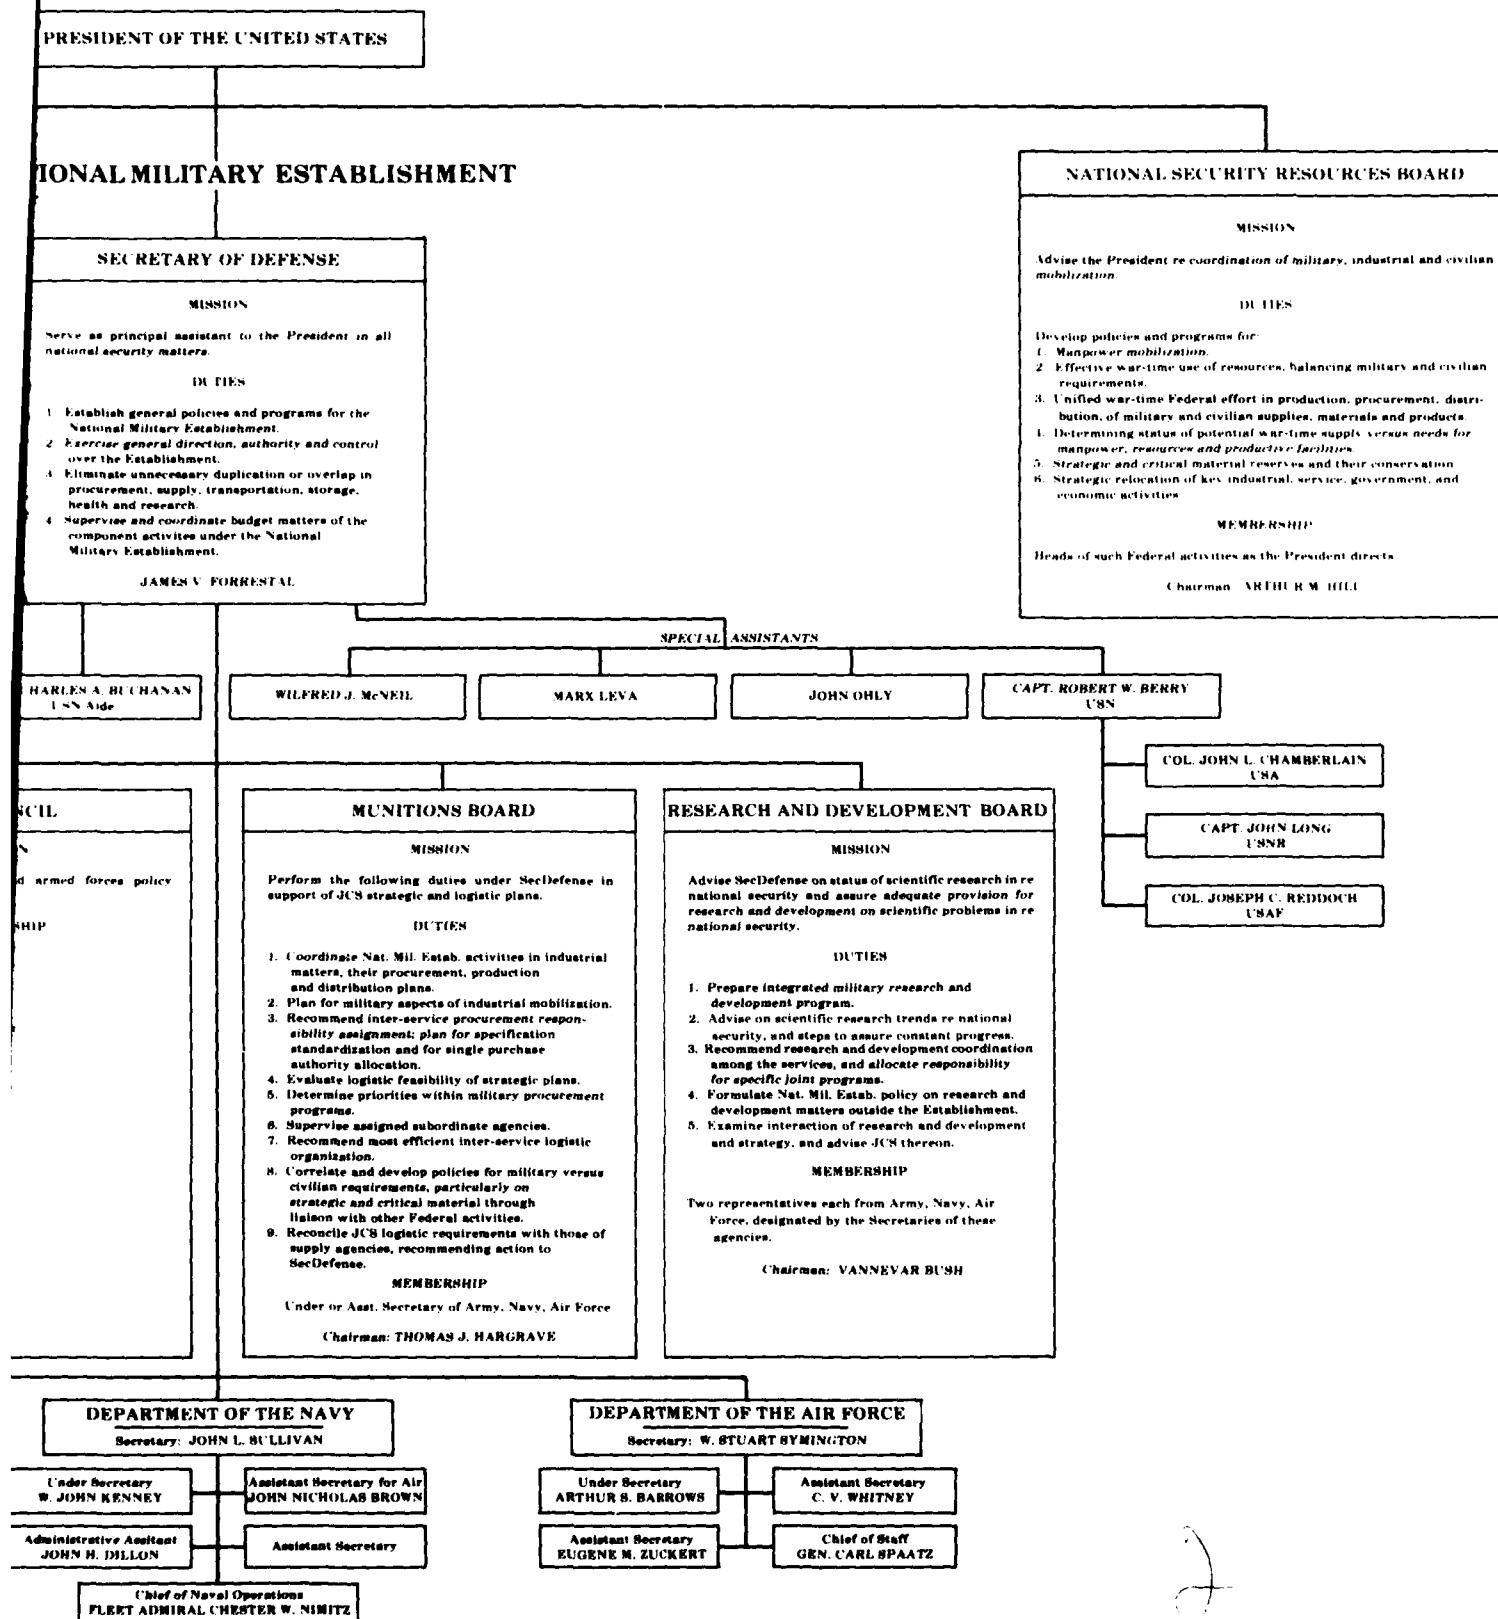 PRESIDENT OF THE UNITED STATES
IONAL MILITARY ESTABLISHMENT
SECRETARY OF DEFENSE
MISSION
Serve as principal assistant to the President in all
national security matters.
DUTIES
1 Establish general policies and programs for the
National Military Establishment.
2 Exercise general direction, authority and control
over the Establishment.
3 Eliminate unnecessary duplication or overlap in
procurement, supply, transportation, storage,
health and research.
4 Supervise and coordinate budget matters of the
component activites under the National
Military Establishment.
JAMES V. FORRESTAL
NATIONAL SECURITY RESOURCES BOARD
MISSION
Advise the President re coordination of military, industrial and civilian
mobilization.
DUTIES
Develop policies and programs for:
1. Manpower mobilization.
2 Effective war-time use of resources, balancing military and civilian
requirements.
3. Unified war-time Federal effort in production, procurement, distri-
bution, of military and civilian supplies, materials and products.
4. Determining status of potential war-time supply versus needs for
manpower, resources and productive facilities.
5. Strategic and critical material reserves and their conservation
6. Strategic relocation of key industrial, service, government, and
economic activities
MEMBERSHIP
Heads of such Federal activities as the President directs
Chairman ARTHUR M. HILL
SPECIAL ASSISTANTS
HARLES A. BUCHANAN
USN Aide
WILFRED J. McNEIL
MARX LEVA
JOHN OHLY
CAPT. ROBERT W. BERRY
USN
COL. JOHN L. CHAMBERLAIN
USA
CAPT. JOHN LONG
USNR
COL. JOSEPH C. REDDOCH
USAF
NCIL
N
d armed forces policy
SHIP
MUNITIONS BOARD
MISSION
Perform the following duties under SecDefense in
support of JCS strategic and logistic plans.
DUTIES
1. Coordinate Nat. Mil. Estab. activities in industrial
matters, their procurement, production
and distribution plans.
2. Plan for military aspects of industrial mobilization.
3. Recommend inter-service procurement respon-
sibility assignment; plan for specification
standardization and for single purchase
authority allocation.
4. Evaluate logistic feasibility of strategic plans.
5. Determine priorities within military procurement
programs.
6. Supervise assigned subordinate agencies.
7. Recommend most efficient inter-service logistic
organization.
8. Correlate and develop policies for military versus
civilian requirements, particularly on
strategic and critical material through
liaison with other Federal activities.
9. Reconcile JCS logistic requirements with those of
supply agencies, recommending action to
SecDefense.
MEMBERSHIP
Under or Asst. Secretary of Army, Navy, Air Force
Chairman: THOMAS J. HARGRAVE
RESEARCH AND DEVELOPMENT BOARD
MISSION
Advise SecDefense on status of scientific research in re
national security and assure adequate provision for
research and development on scientific problems in re
national security.
DUTIES
1. Prepare integrated military research and
development program.
2. Advise on scientific research trends re national
security, and steps to assure constant progress.
3. Recommend research and development coordination
among the services, and allocate responsibility
for specific joint programs.
4. Formulate Nat. Mil. Estab. policy on research and
development matters outside the Establishment.
5. Examine interaction of research and development
and strategy, and advise JCS thereon.
MEMBERSHIP
Two representatives each from Army, Navy, Air
Force, designated by the Secretaries of these
agencies.
Chairman: VANNEVAR BUSH
DEPARTMENT OF THE NAVY
Secretary: JOHN L. SULLIVAN
Under Secretary
W. JOHN KENNEY
Assistant Secretary for Air
JOHN NICHOLAS BROWN
Administrative Assitant
JOHN H. DILLON
Assistant Secretary
Chief of Naval Operations
FLEET ADMIRAL CHESTER W. NIMITZ
DEPARTMENT OF THE AIR FORCE
Secretary: W. STUART SYMINGTON
Under Secretary
ARTHUR S. BARROWS
Assistant Secretary
C. V. WHITNEY
Assistant Secretary
EUGENE M. ZUCKERT
Chief of Staff
GEN. CARL SPAATZ
2